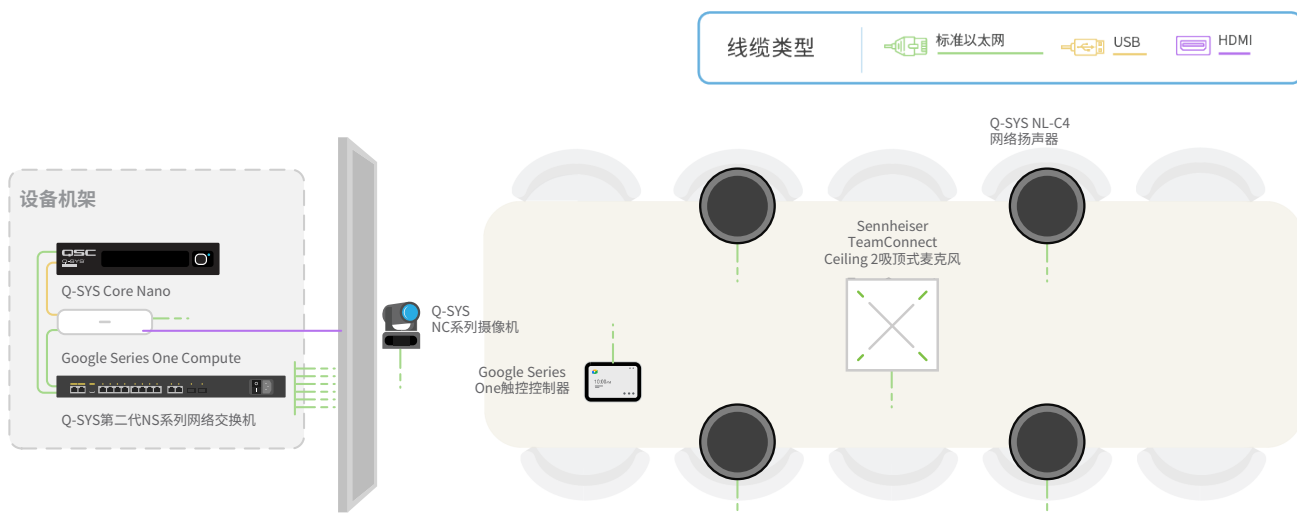 线缆类型
标准以太网
USB
HDMI
Q-SYS NL-C4
网络扬声器
设备机架
QSC
Q-SYS
Q-SYS Core Nano
Google Series One Compute
Q-SYS第二代NS系列网络交换机
Q-SYS
NC系列摄像机
Sennheiser
TeamConnect
Ceiling 2吸顶式麦克风
Google Series
One触控控制器